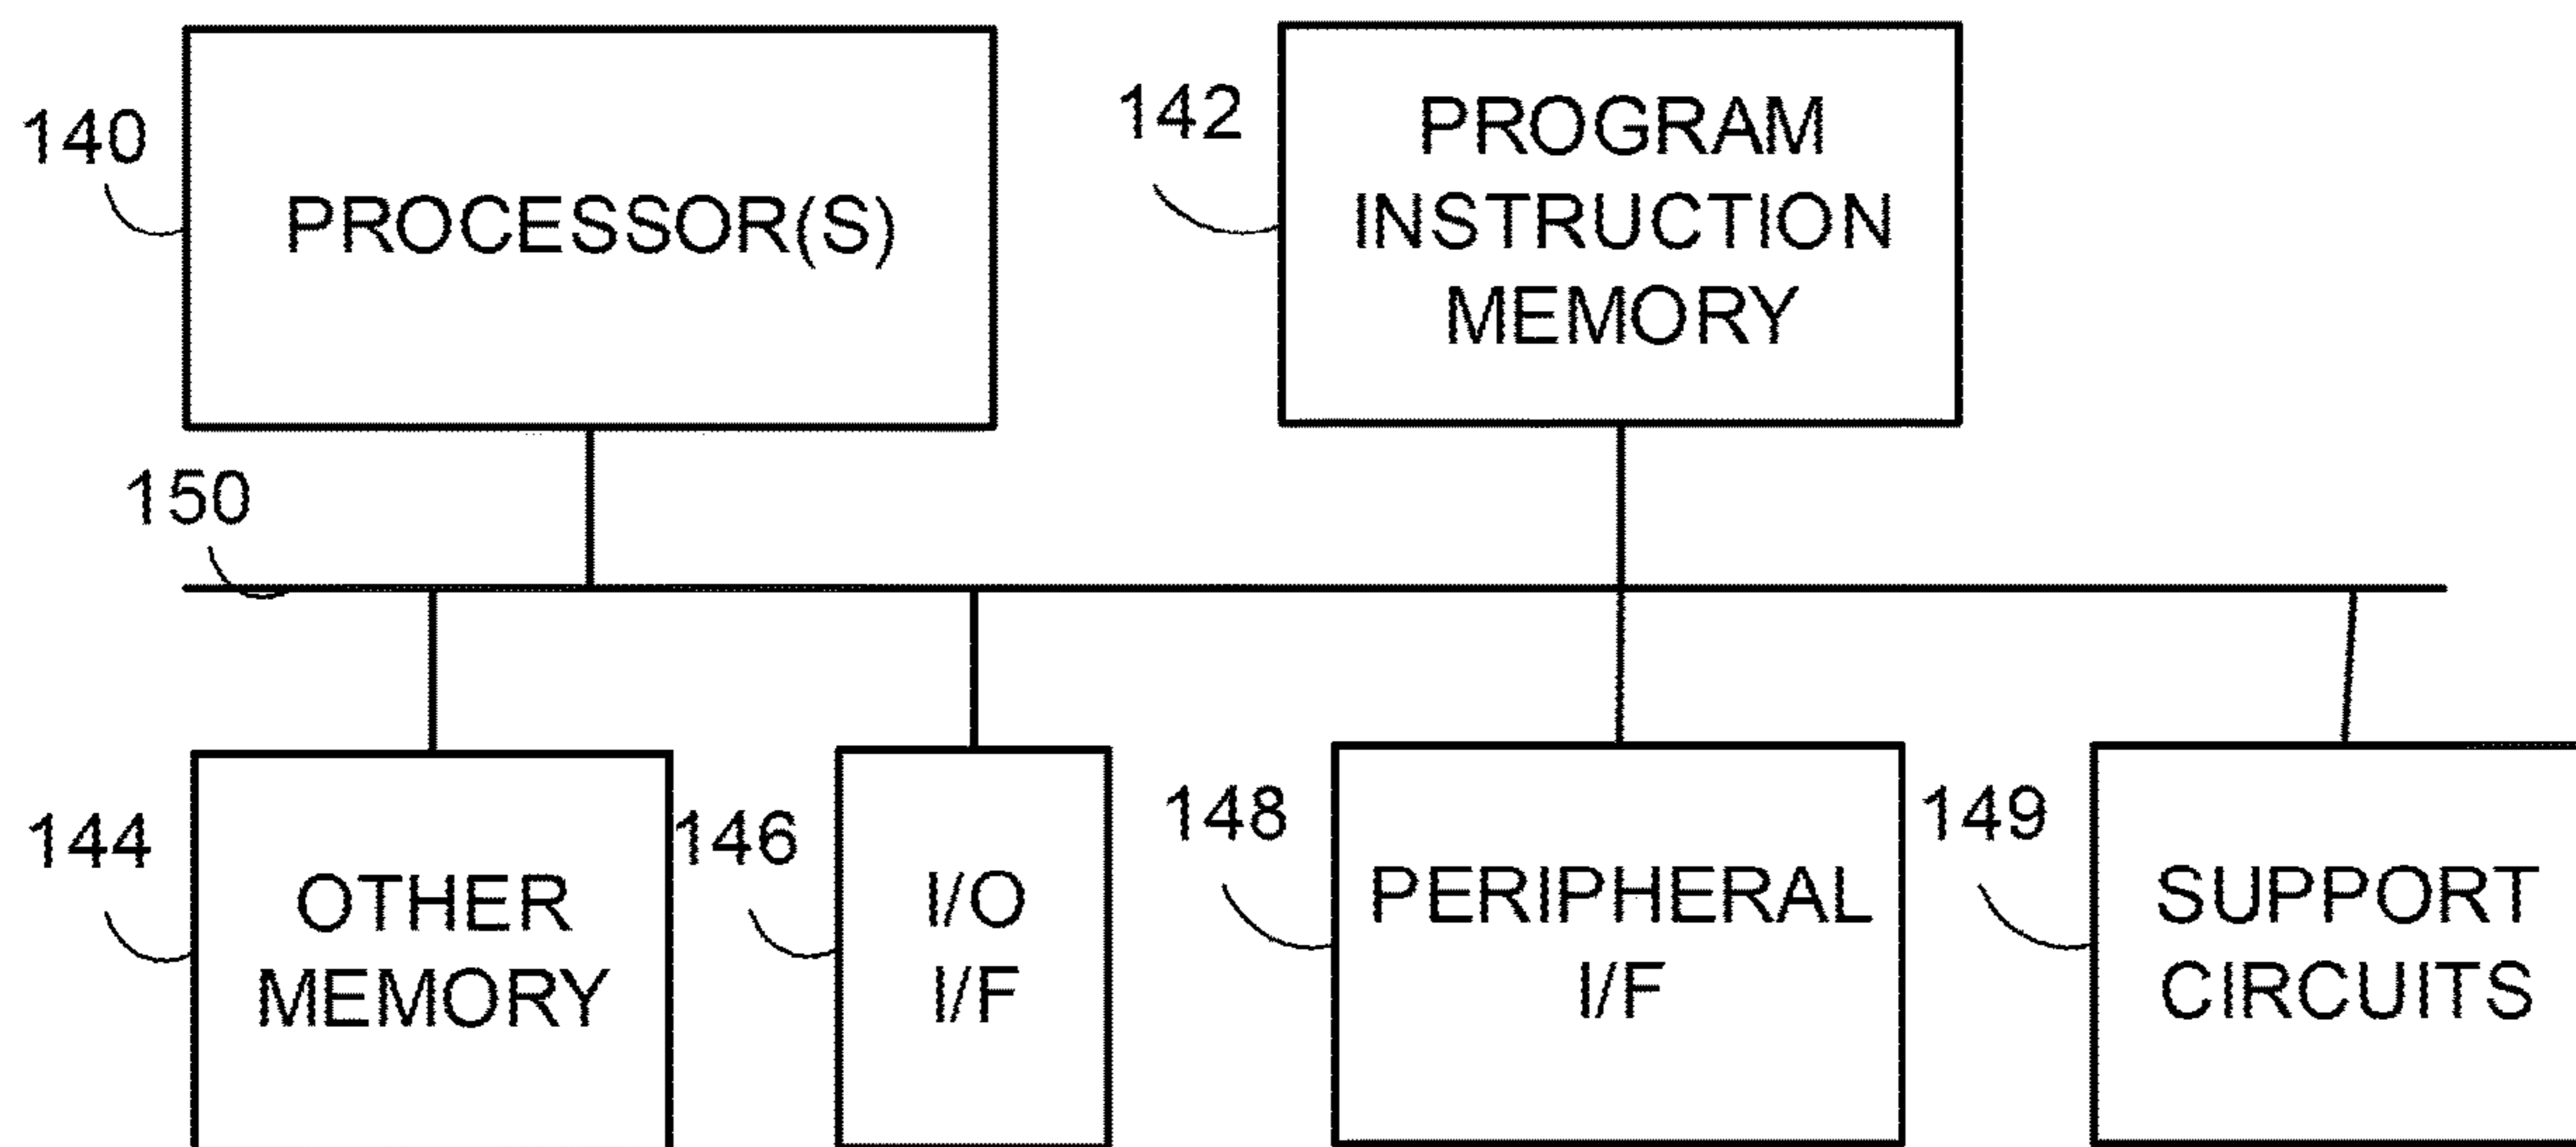 140
PROCESSOR(S)
142
PROGRAM
INSTRUCTION
MEMORY
150
144
OTHER
MEMORY
146
I/O
I/F
148
PERIPHERAL
I/F
149
SUPPORT
CIRCUITS